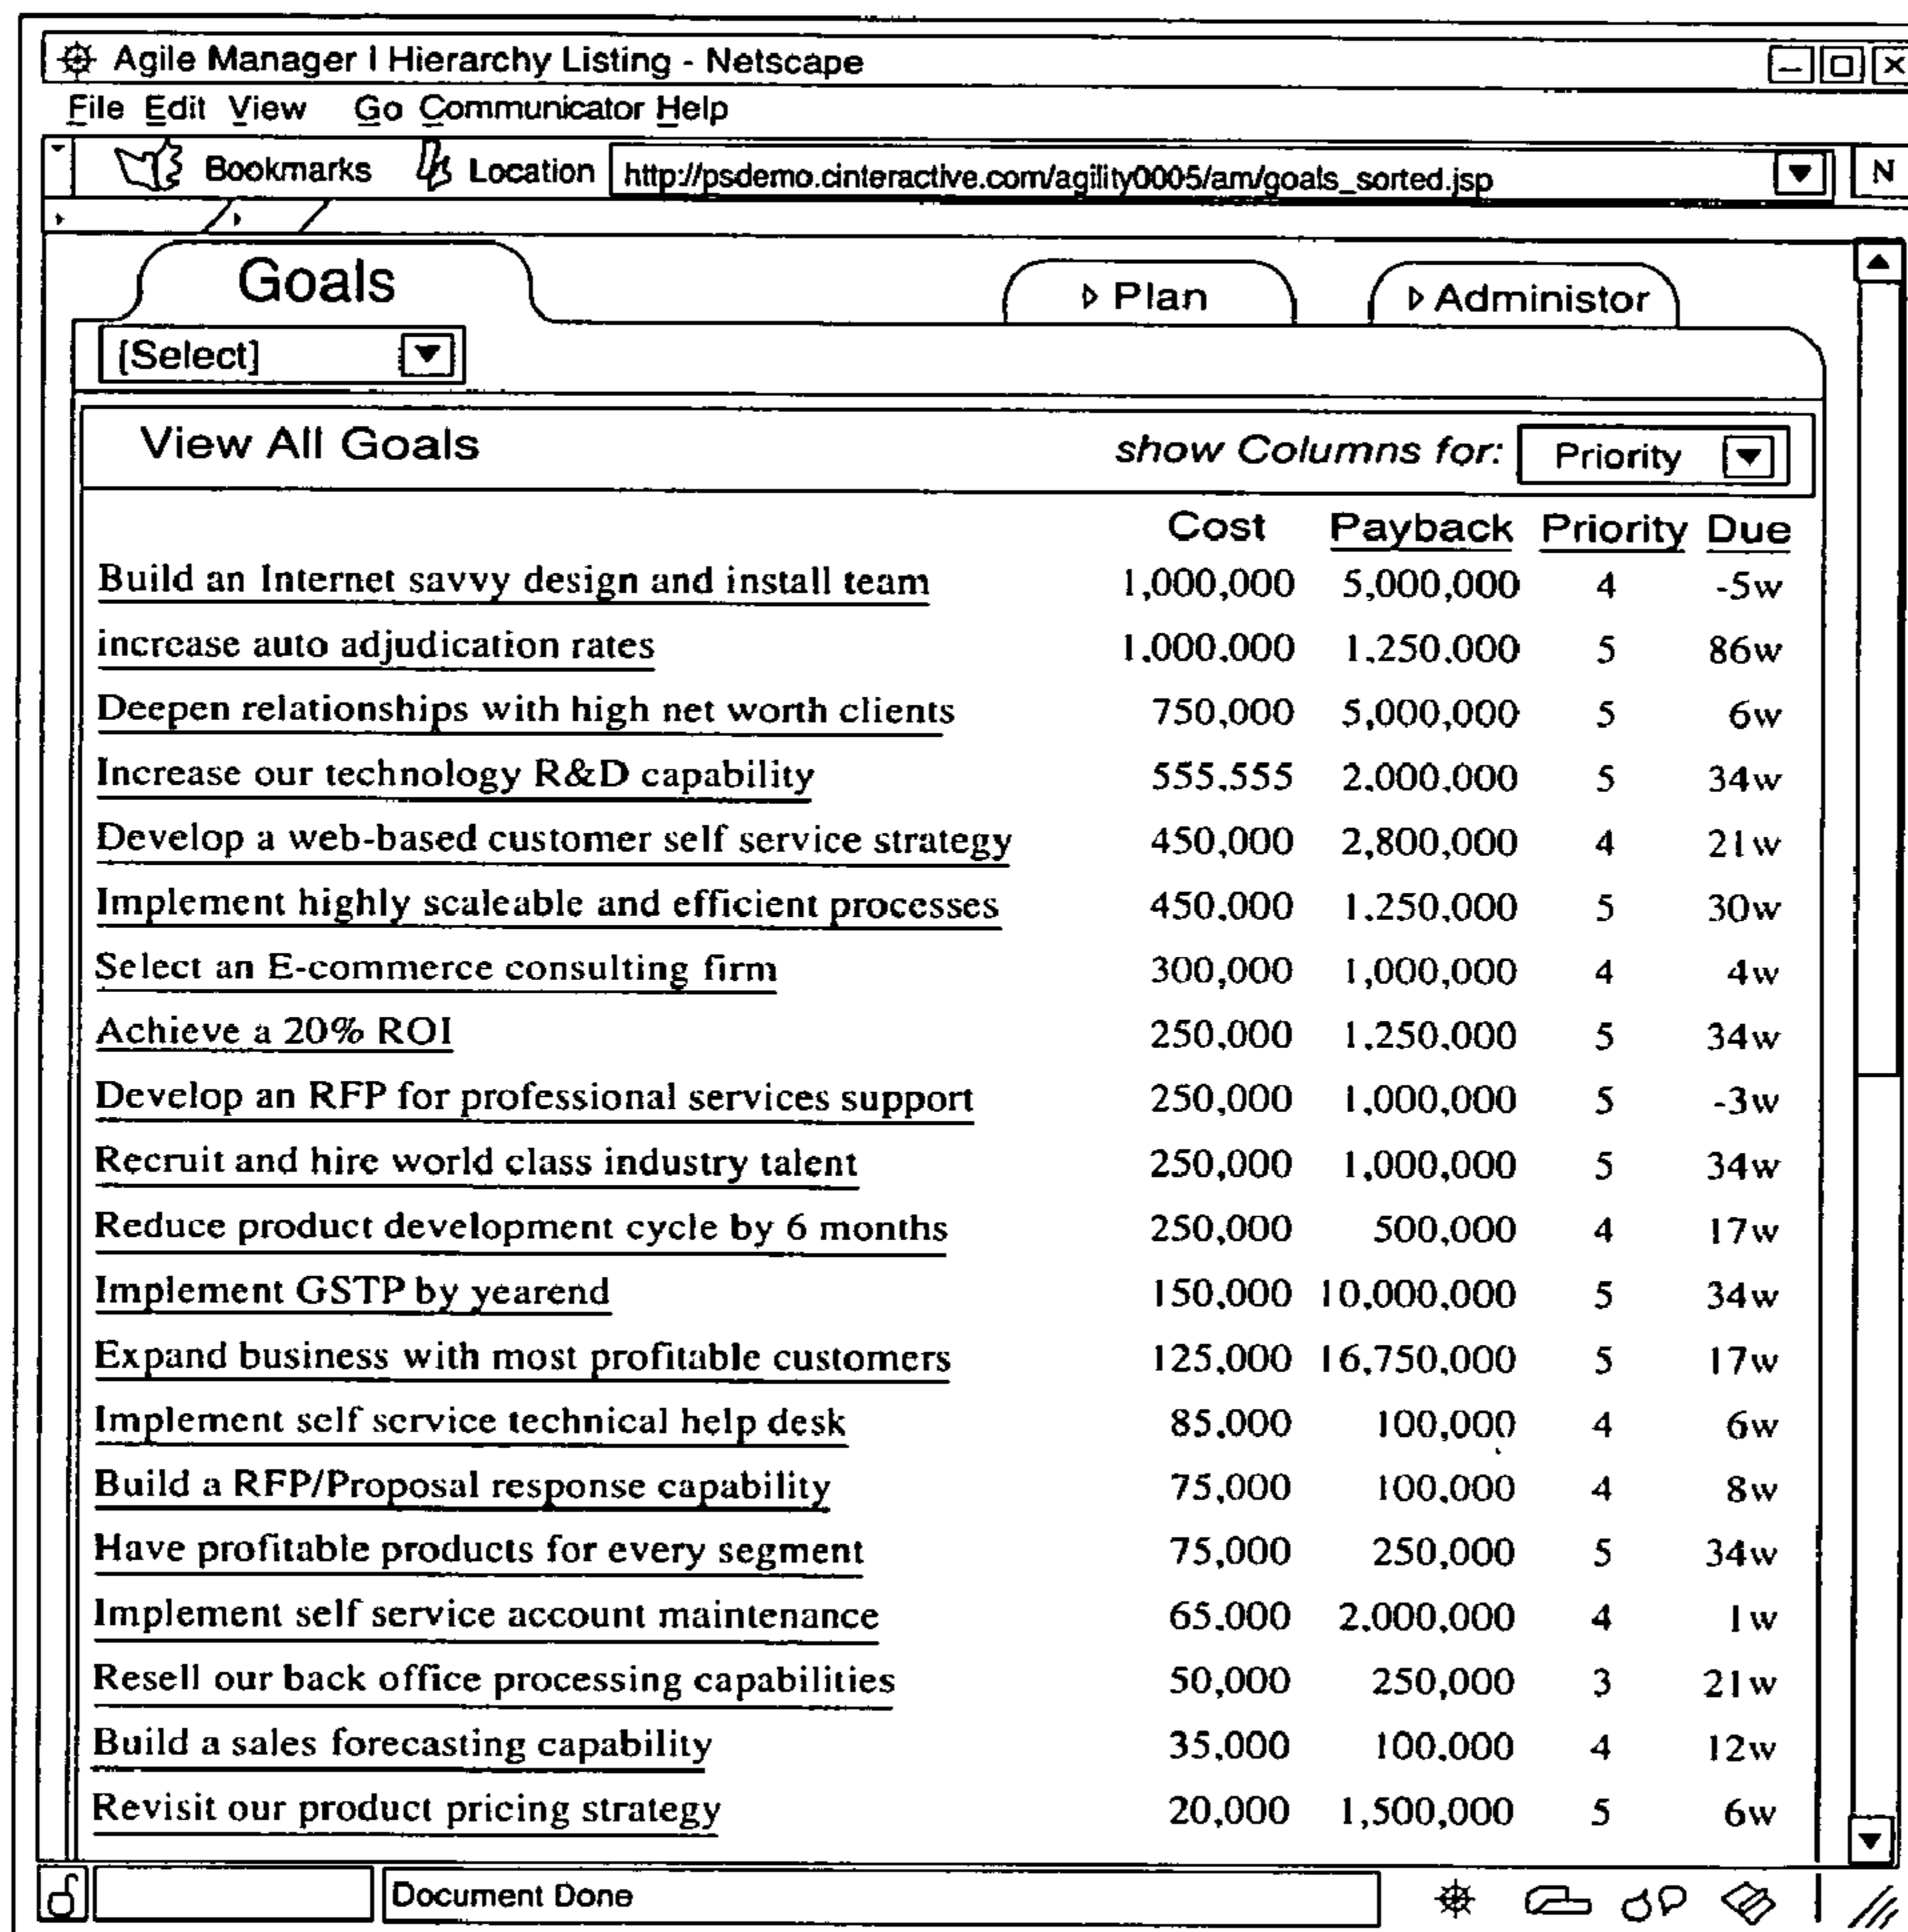 Agile Manager | Hierarchy Listing - Netscape
File Edit View Go Communicator Help
Bookmarks Location http://psdemo.cinteractive.com/agility0005/am/goals_sorted.jsp N
Goals Plan Administor
[Select]
View All Goals show Columns for: Priority
Cost Payback Priority Due
Build an Internet savvy design and install team 1,000,000 5,000,000 4 -5w
increase auto adjudication rates 1.000.000 1.250.000 5 86w
Deepen relationships with high net worth clients 750,000 5,000,000 5 6w
Increase our technology R&D capability 555.555 2.000.000 5 34w
Develop a web-based customer self service strategy 450,000 2,800,000 4 21w
Implement highly scaleable and efficient processes 450.000 1.250.000 5 30w
Select an E-commerce consulting firm 300,000 1,000,000 4 4w
Achieve a 20% ROI 250,000 1.250,000 5 34w
Develop an RFP for professional services support 250,000 1,000,000 5 -3w
Recruit and hire world class industry talent 250,000 1,000,000 5 34w
Reduce product development cycle by 6 months 250,000 500,000 4 17w
Implement GSTP by yearend 150,000 10,000,000 5 34w
Expand business with most profitable customers 125,000 16,750,000 5 17w
Implement self service technical help desk 85.000 100,000 4 6w
Build a RFP/Proposal response capability 75,000 100.000 4 8w
Have profitable products for every segment 75,000 250,000 5 34w
Implement self service account maintenance 65.000 2.000.000 4 1w
Resell our back office processing capabilities 50,000 250,000 3 21w
Build a sales forecasting capability 35,000 100.000 4 12w
Revisit our product pricing strategy 20,000 1,500,000 5 6w
Document Done